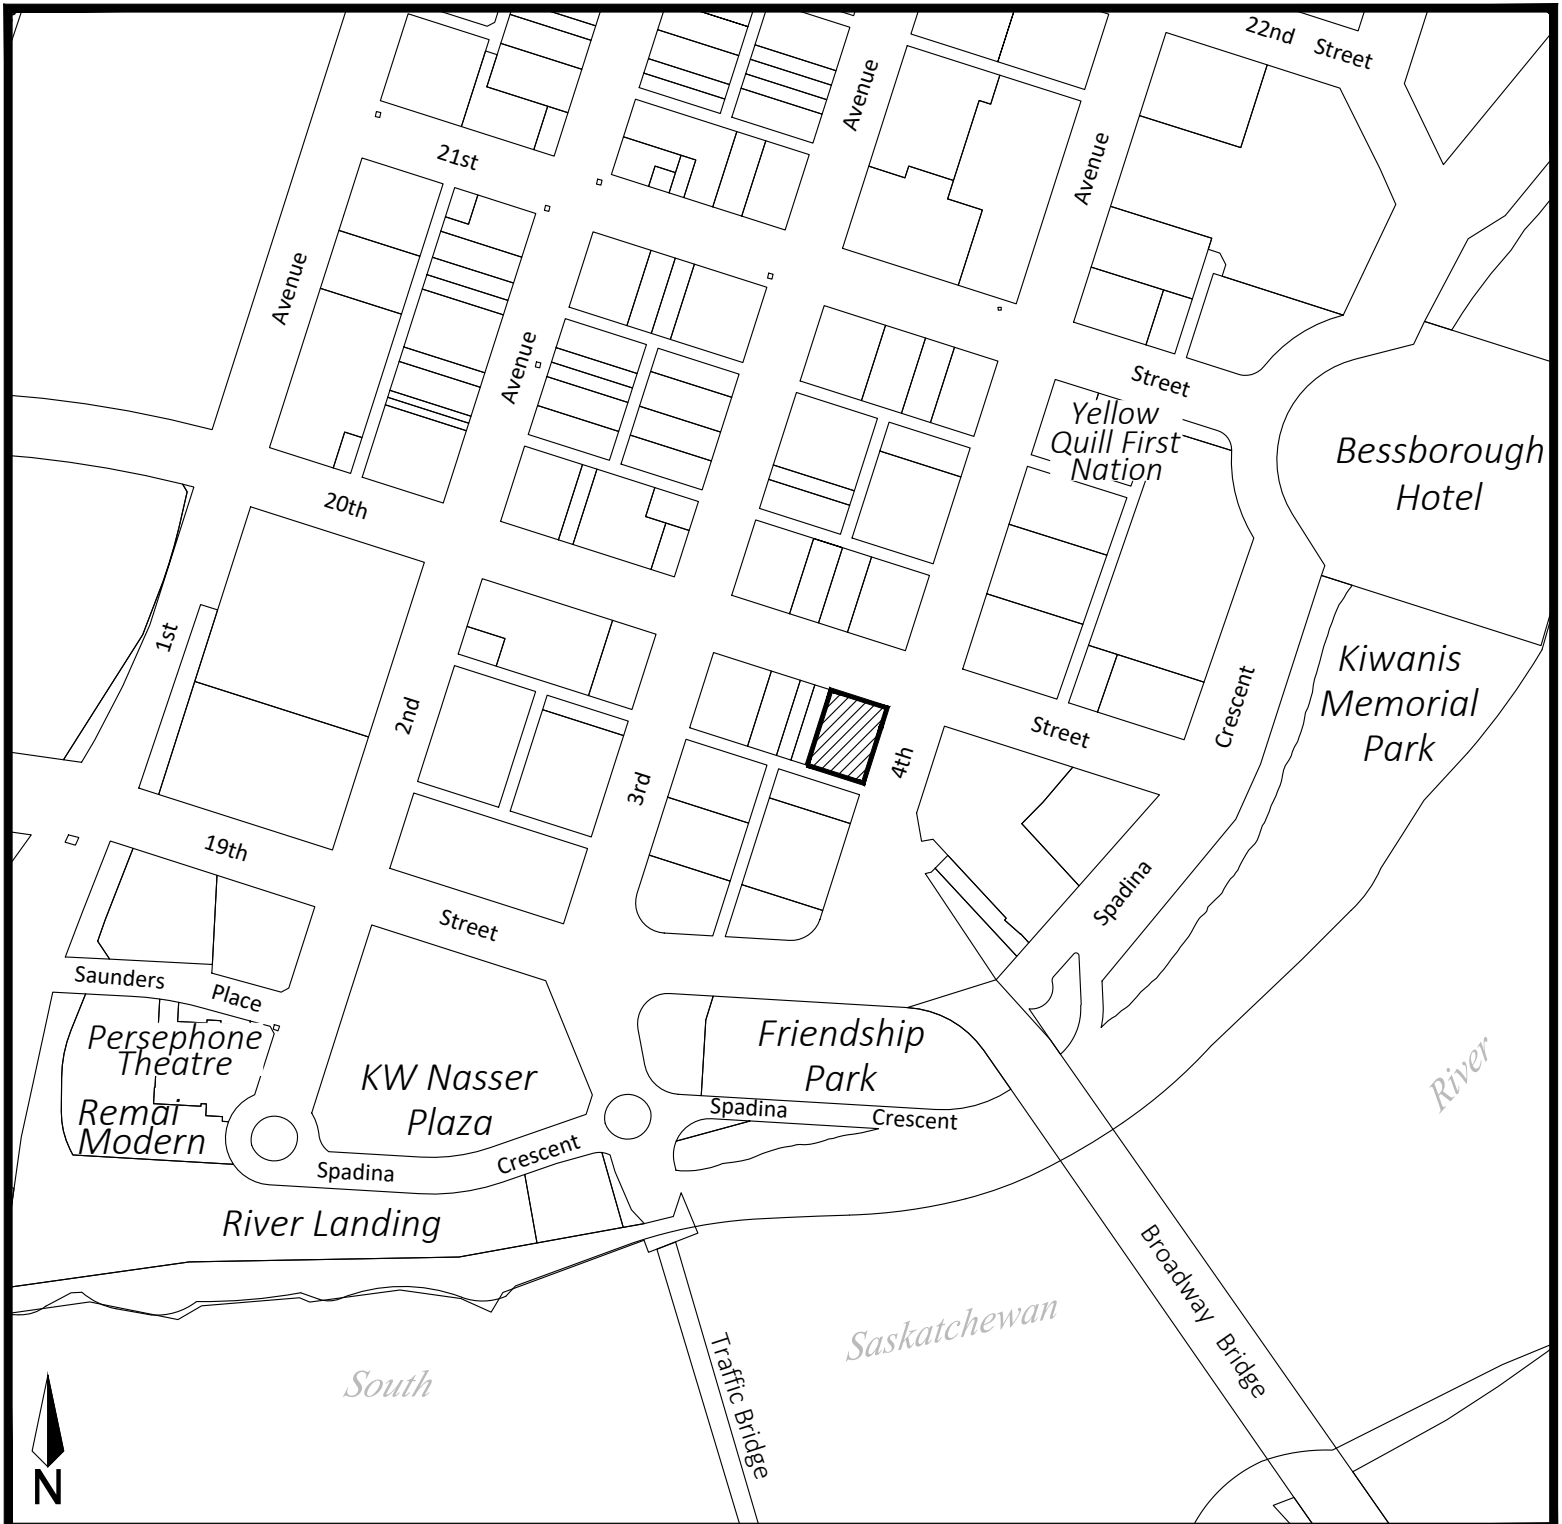 22nd Street
Avenue
Avenue
21st
Avenue
Avenue
Street
Yellow
Quill First
Nation
Bessborough
Hotel
20th
1st
2nd
3rd
4th
Street
Crescent
Kiwanis
Memorial
Park
19th
Street
Spadina
Saunders Place
Persephone
Theatre
Remai
Modern
KW Nasser
Plaza
Friendship
Park
Spadina Crescent
Spadina Crescent
River Landing
River
Broadway Bridge
Saskatchewan
South
Traffic Bridge
N